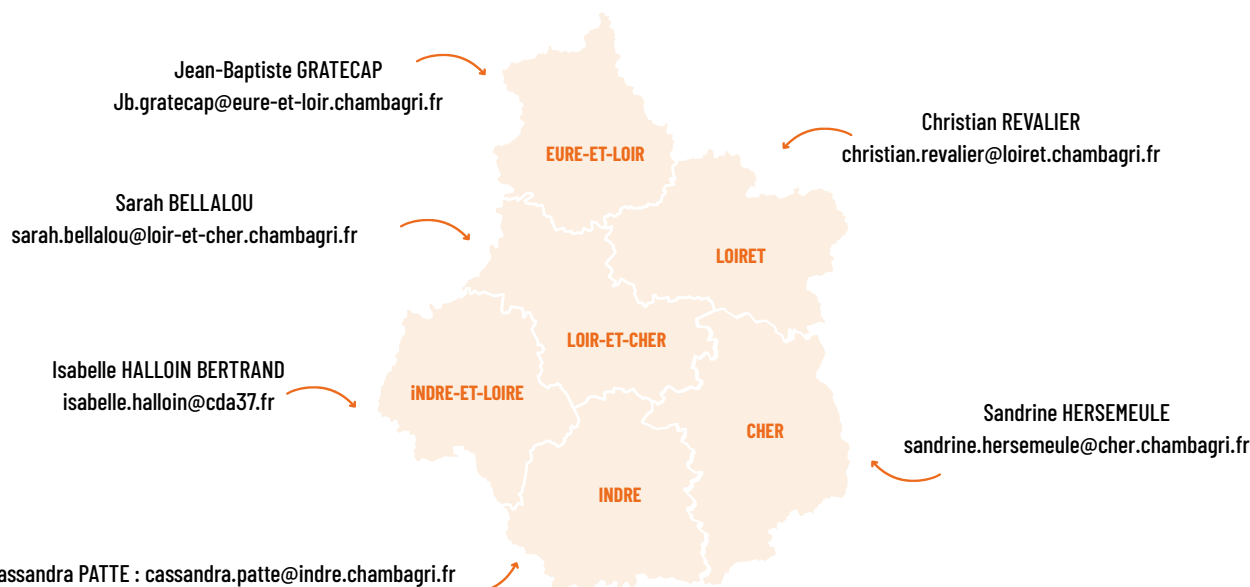 Jean-Baptiste GRATECAP
Jb.gratecap@eure-et-loir.chambagri.fr
Christian REVALIER
christian.revalier@loiret.chambagri.fr
EURE-ET-LOIR
Sarah BELLALOU
sarah.bellalou@loir-et-cher.chambagri.fr
LOIRET
LOIR-ET-CHER
Isabelle HALLOIN BERTRAND
isabelle.halloin@cda37.fr
iNDRE-ET-LOIRE
CHER
Sandrine HERSEMEULE
sandrine.hersemeule@cher.chambagri.fr
INDRE
PATTE : cassandra.patte@indre.chambagri.fr